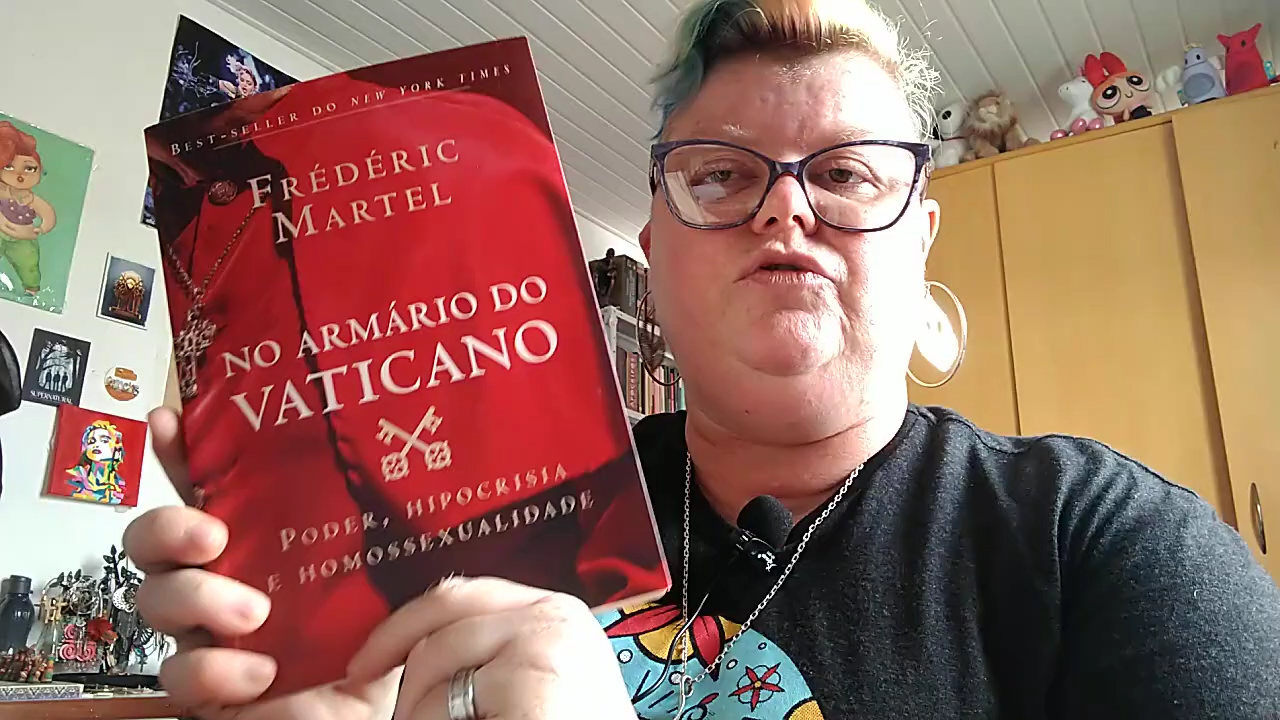 BEST-SELLER DO NEW YORK TIMES
FRÉDÉRIC
MARTEL
NO ARMÁRIO DO
VATICANO
PODER, HIPOCRISIA
E HOMOSSEXUALIDADE
SUPERNATURAL